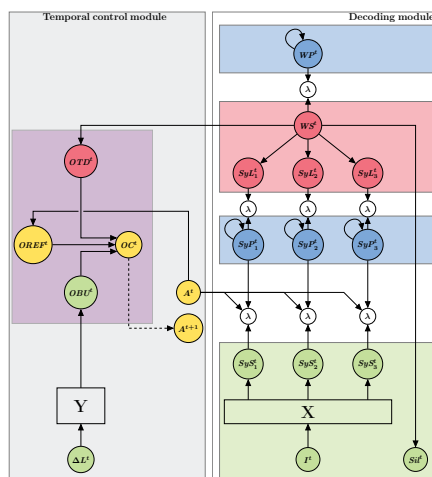 Temporal control module
Decoding module
WP^t
λ
WS^t
OTD^t
SyL^t_1 SyL^t_2 SyL^t_3
λ λ λ
OREF^t OC^t
SyP^t_1 SyP^t_2 SyP^t_3
OBU^t
A^t
λ λ λ
A^{t+1}
SyS^t_1 SyS^t_2 SyS^t_3
Y
X
ΔL^t
I^t
Sil^t